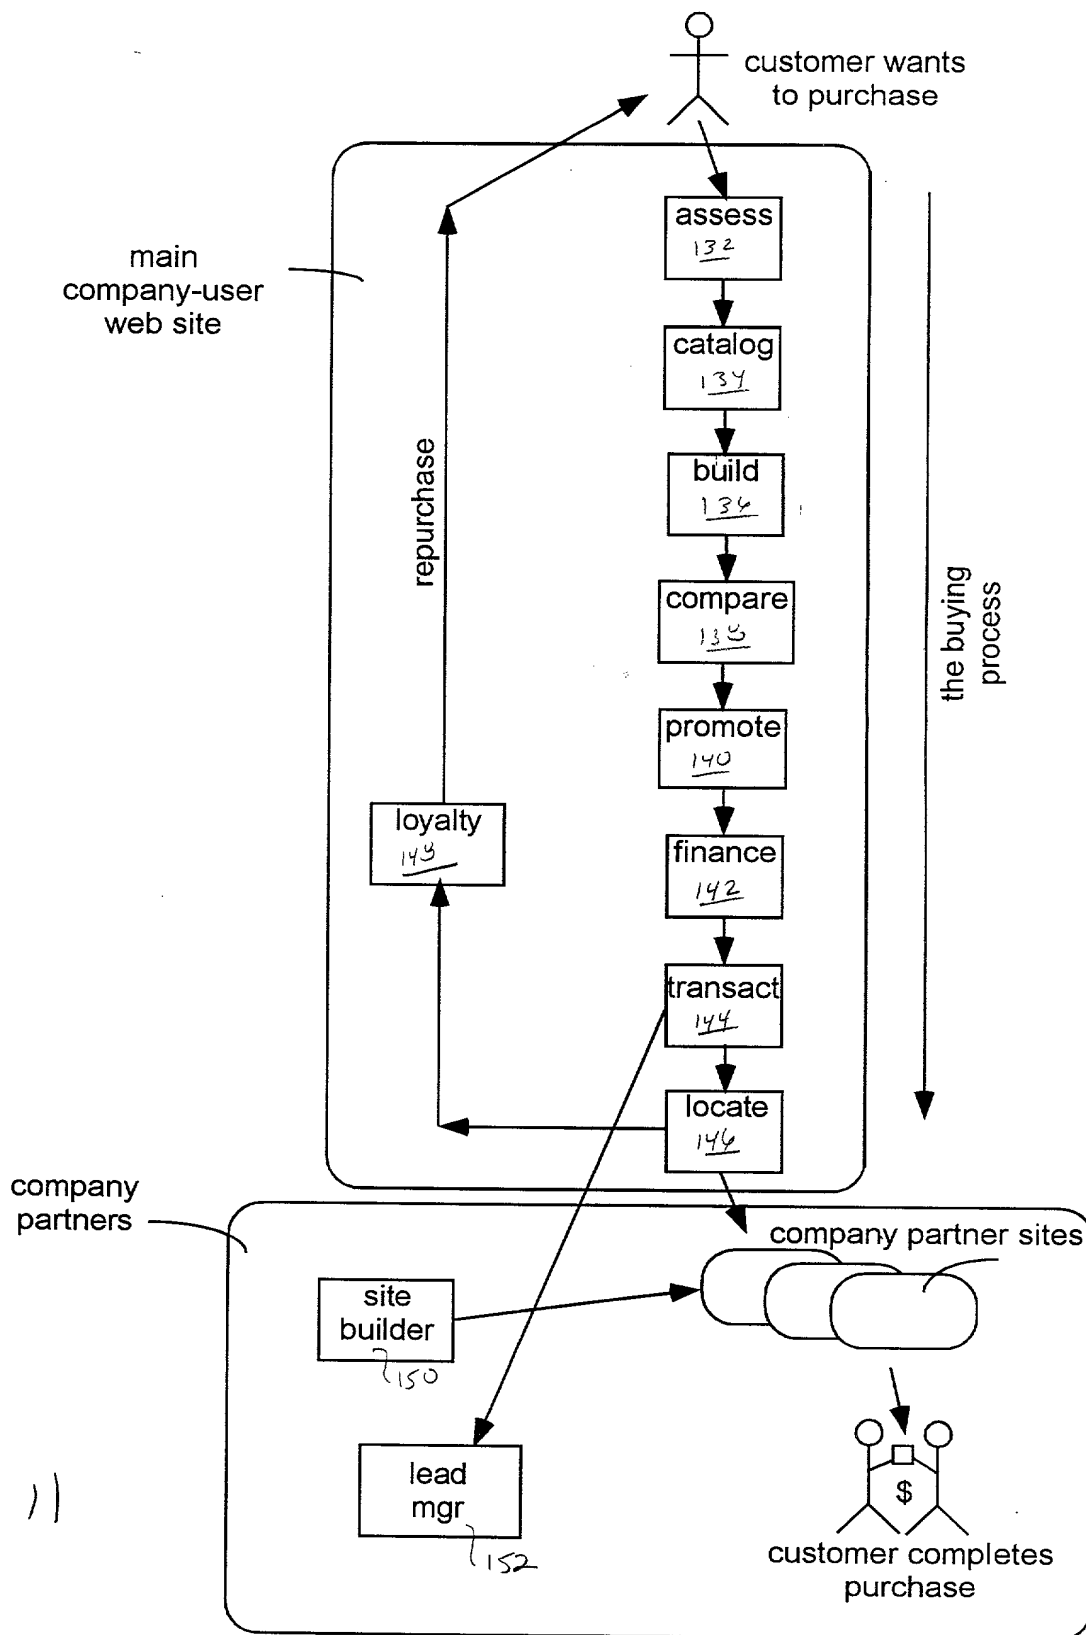 customer wants
to purchase
assess
132
main
company-user
web site
catalog
134
build
136
repurchase
compare
138
the buying
process
promote
140
loyalty
148
finance
142
transact
144
locate
146
company
partners
company partner sites
site
builder
150
lead
mgr
152
$
customer completes
purchase